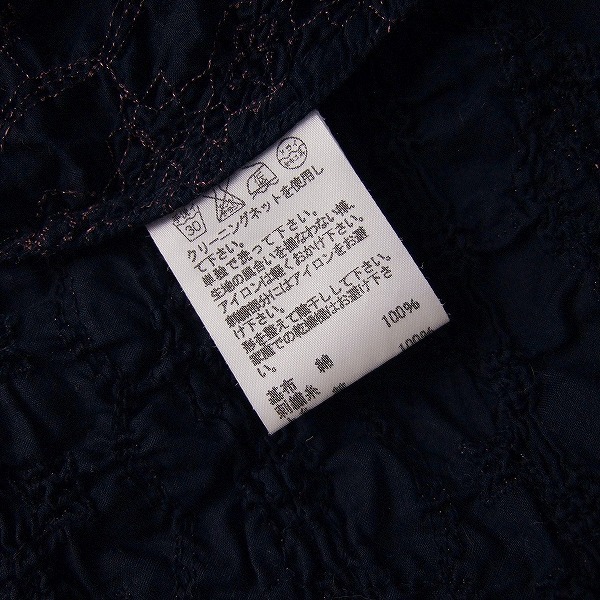 30
クリーニングネットを使用し
て下さい。
単独で洗って下さい。
生地の風合いを損なわない様、
アイロンは軽くおかけ下さい。
刺繍部分にはアイロンをお避
け下さい。
形を整えて陰干しして下さい。
家庭での乾燥機はお避け下さ
い。
基布 綿 100%
刺繍糸 綿 100%